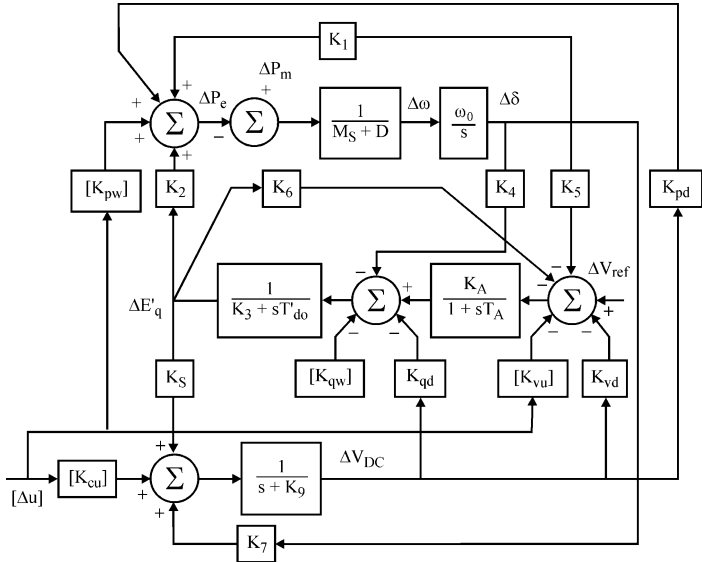 K1
ΔPe
ΔPm
+
+
+
+
+
−
+
Σ
Σ
1
MS + D
Δω
ω0
s
Δδ
[Kpw]
K2
K6
K4
K5
Kpd
ΔE'q
1
K3 + sT'do
−
Σ
+
−
−
KA
1 + sTA
−
−
Σ
ΔVref
+
−
−
KS
[Kqw]
Kqd
[Kvu]
Kvd
[Δu]
[Kcu]
+
+
+
Σ
1
s + K9
ΔVDC
K7